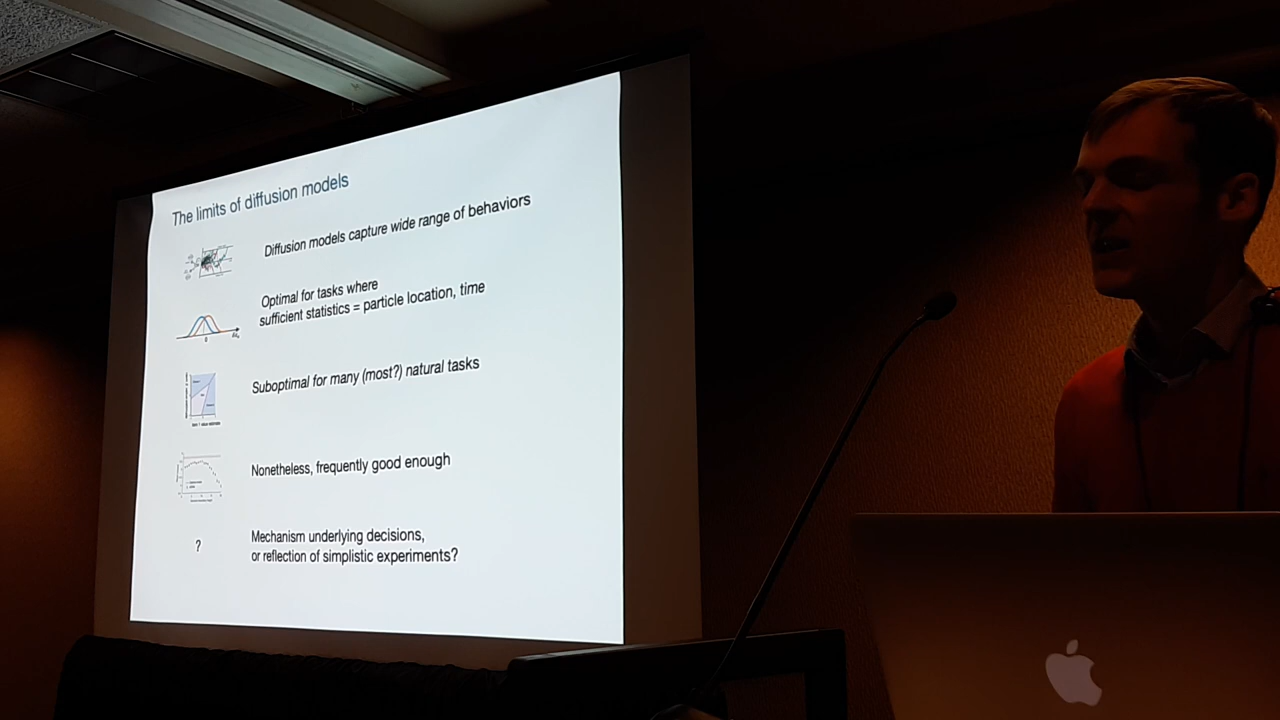 The limits of diffusion models
Diffusion models capture wide range of behaviors
Optimal for tasks where
sufficient statistics = particle location, time
0
Suboptimal for many (most?) natural tasks
Nonetheless, frequently good enough
?
Mechanism underlying decisions,
or reflection of simplistic experiments?